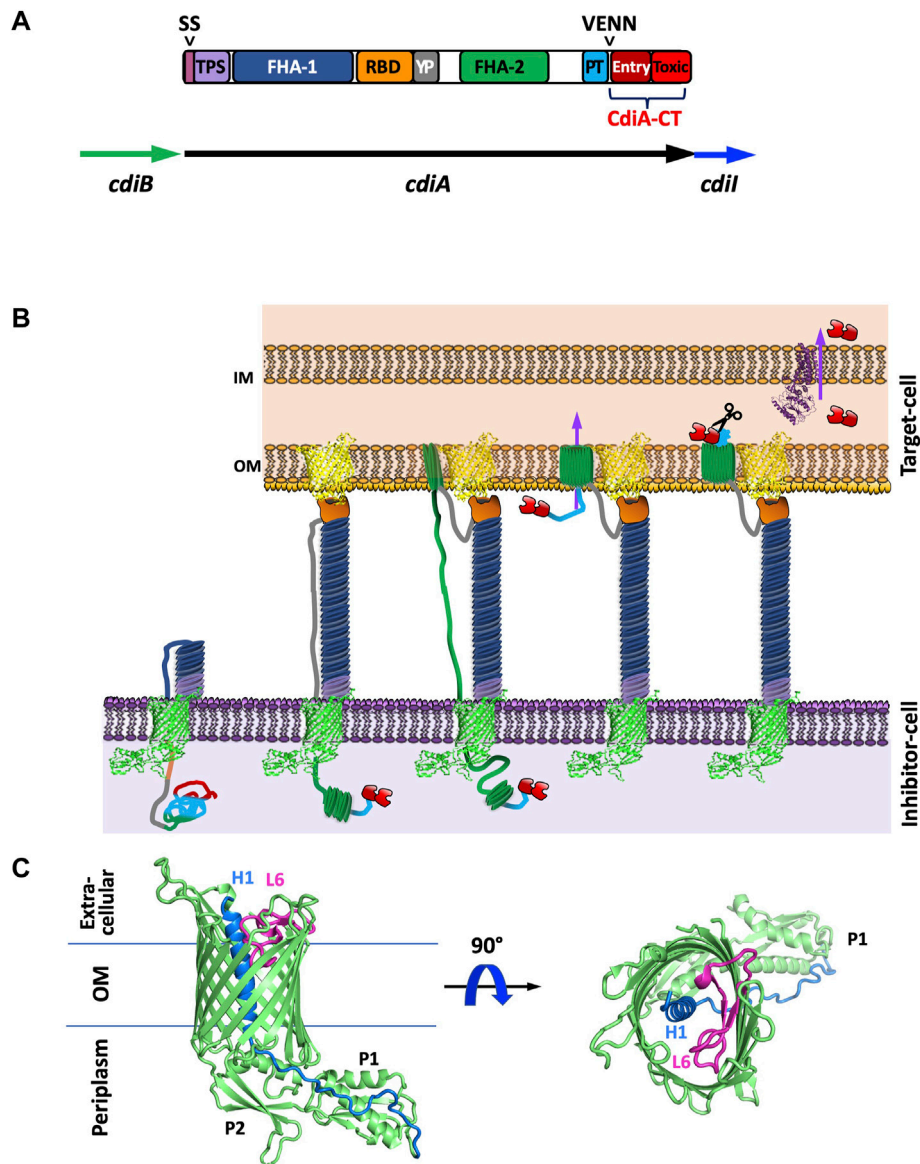 A
SS VENN
TPS FHA-1 RBD YP FHA-2 PT Entry Toxic
CdiA-CT
cdiB cdiA cdiI
B
IM
OM
Target-cell
Inhibitor-cell
C
Extra-
cellular
OM
Periplasm
H1 L6
P1
P2
90°
P1
H1
L6